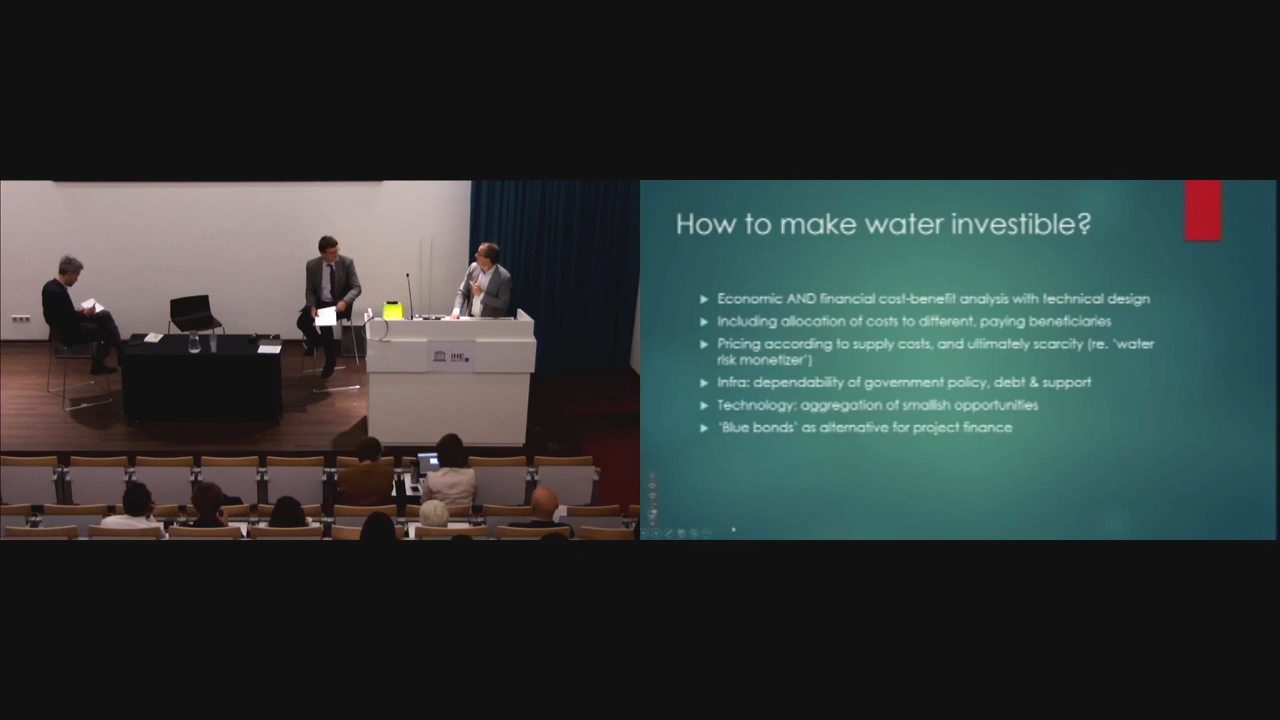 IHE
How to make water investible?
Economic AND financial cost-benefit analysis with technical design
Including allocation of costs to different, paying beneficiaries
Pricing according to supply costs, and ultimately scarcity (re. 'water
risk monetizer')
Infra: dependability of government policy, debt & support
Technology: aggregation of smallish opportunities
'Blue bonds' as alternative for project finance